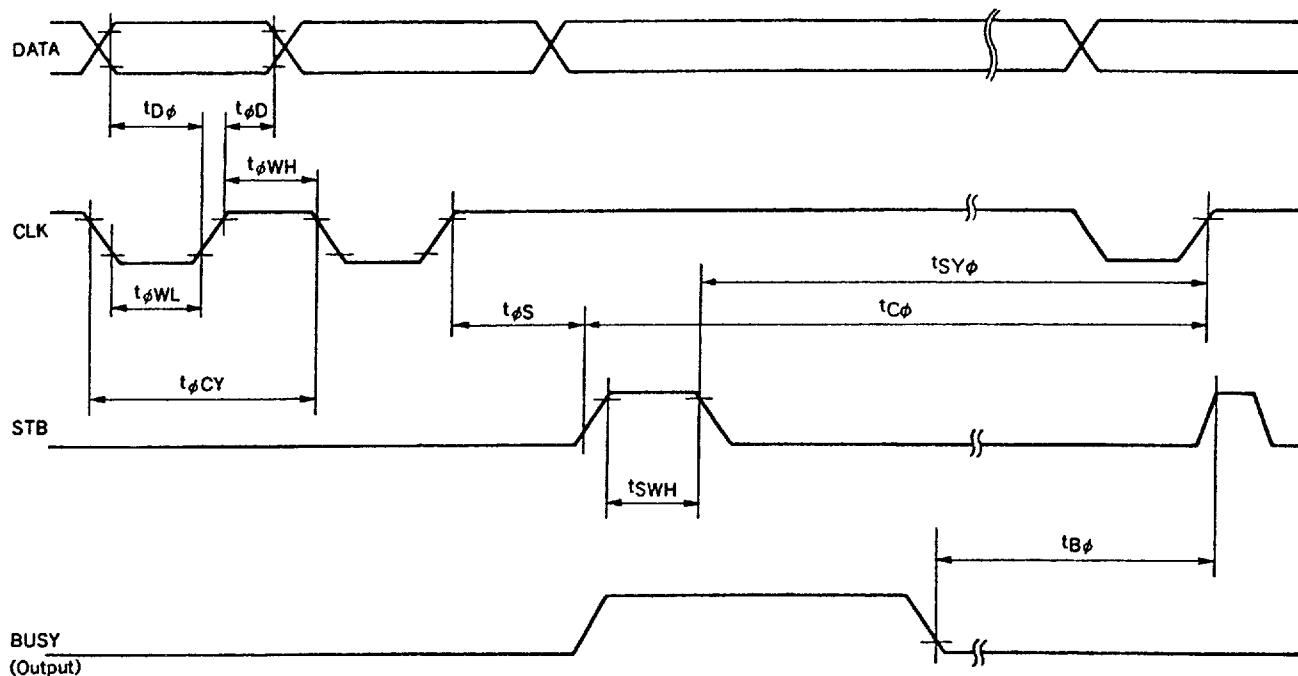 DATA
tDφ
tφD
tφWH
CLK
tφWL
tSYφ
tφS
tCφ
tφCY
STB
tSWH
tBφ
BUSY
(Output)